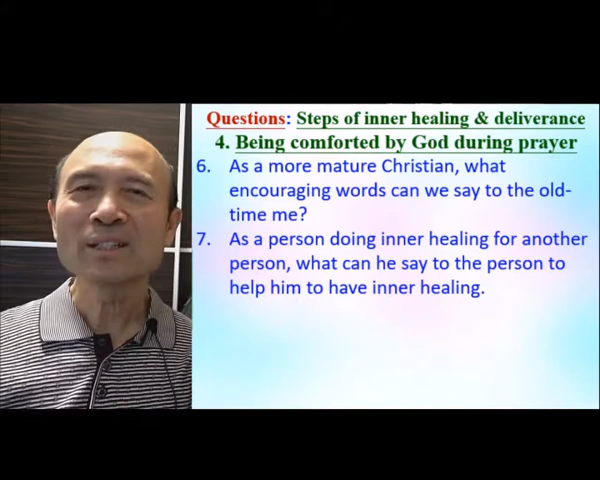 Questions: Steps of inner healing & deliverance
4. Being comforted by God during prayer
6. As a more mature Christian, what
encouraging words can we say to the old-
time me?
7. As a person doing inner healing for another
person, what can he say to the person to
help him to have inner healing.